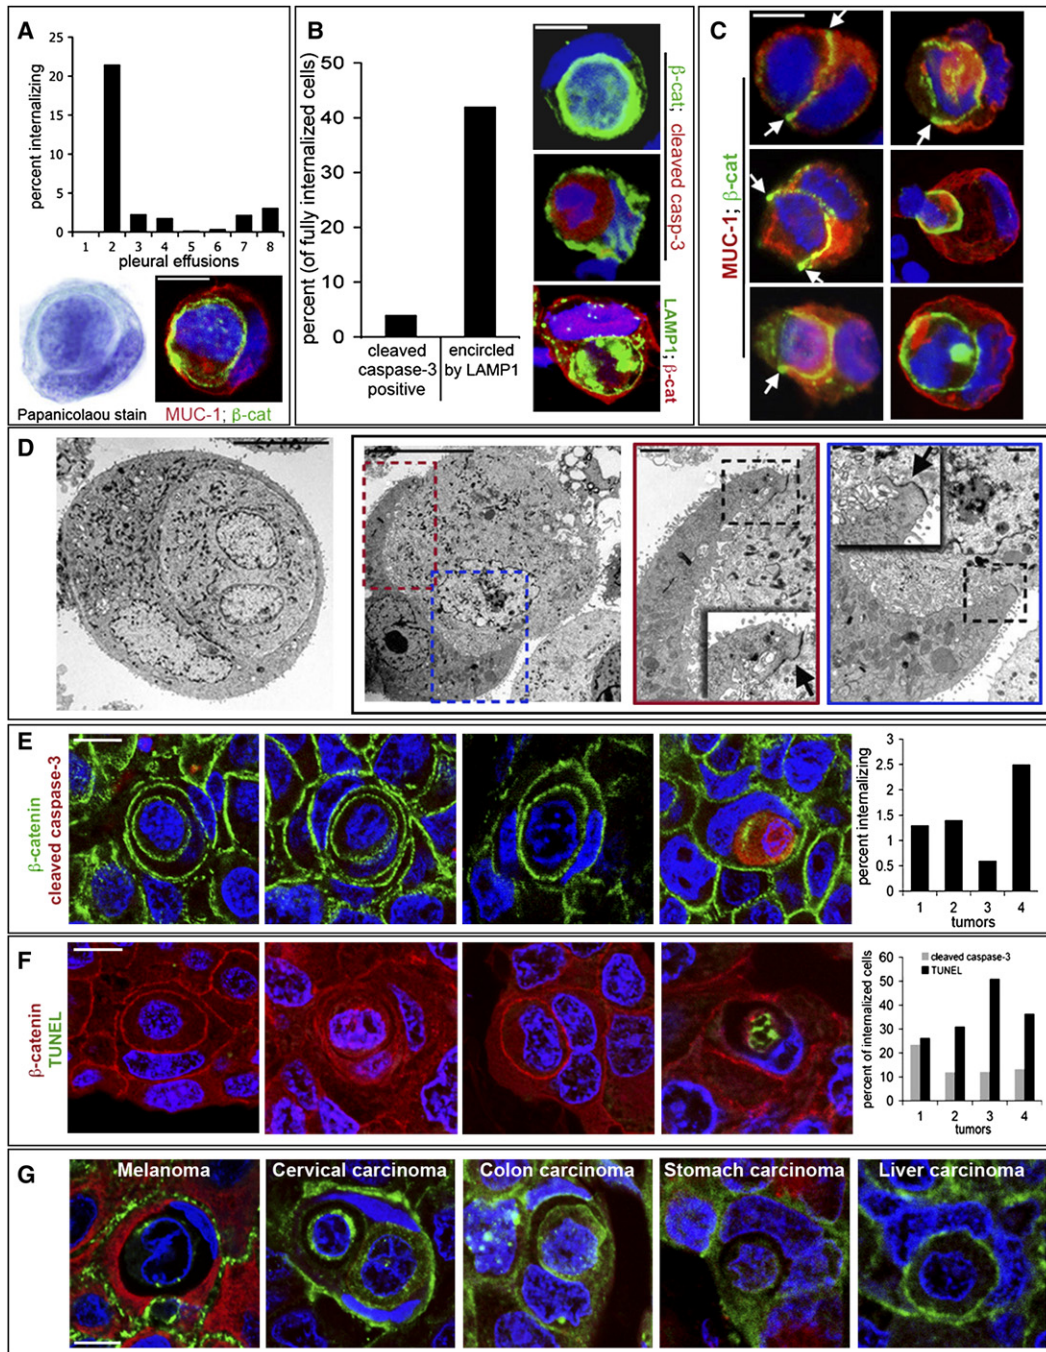 A
percent internalizing
25
20
15
10
5
0
1 2 3 4 5 6 7 8
pleural effusions
Papanicolaou stain
MUC-1; β-cat
B
percent (of fully internalized cells)
50
40
30
20
10
0
cleaved
caspase-3
positive
encircled
by LAMP1
β-cat; cleaved casp-3
LAMP1; β-cat
C
MUC-1; β-cat
D
E
β-catenin
cleaved caspase-3
percent internalizing
3
2.5
2
1.5
1
0.5
0
1 2 3 4
tumors
F
β-catenin
TUNEL
percent of internalized cells
cleaved caspase-3
TUNEL
60
50
40
30
20
10
0
1 2 3 4
tumors
G
Melanoma
Cervical carcinoma
Colon carcinoma
Stomach carcinoma
Liver carcinoma